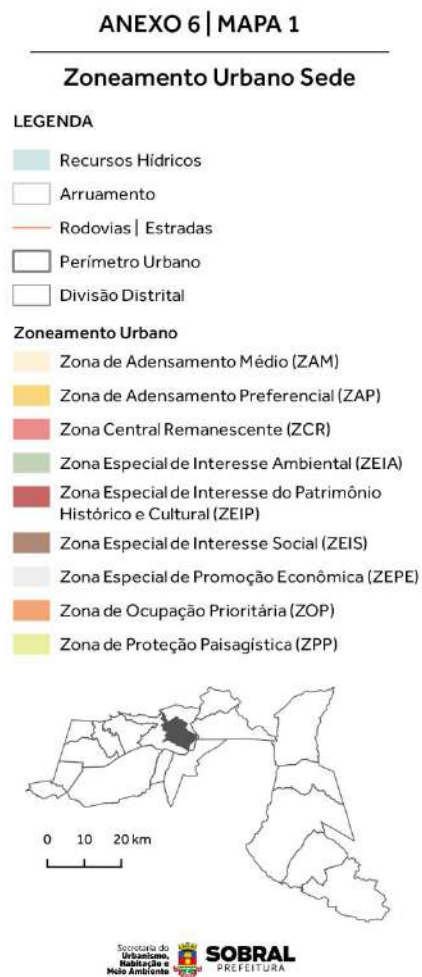 ANEXO 6 | MAPA 1
Zoneamento Urbano Sede
LEGENDA
Recursos Hídricos
Arruamento
Rodovias | Estradas
Perímetro Urbano
Divisão Distrital
Zoneamento Urbano
Zona de Adensamento Médio (ZAM)
Zona de Adensamento Preferencial (ZAP)
Zona Central Remanescente (ZCR)
Zona Especial de Interesse Ambiental (ZEIA)
Zona Especial de Interesse do Patrimônio
Histórico e Cultural (ZEIP)
Zona Especial de Interesse Social (ZEIS)
Zona Especial de Promoção Econômica (ZEPE)
Zona de Ocupação Prioritária (ZOP)
Zona de Proteção Paisagística (ZPP)
0 10 20 km
Secretaria do
Urbanismo,
Habitação e
Meio Ambiente
SOBRAL
PREFEITURA